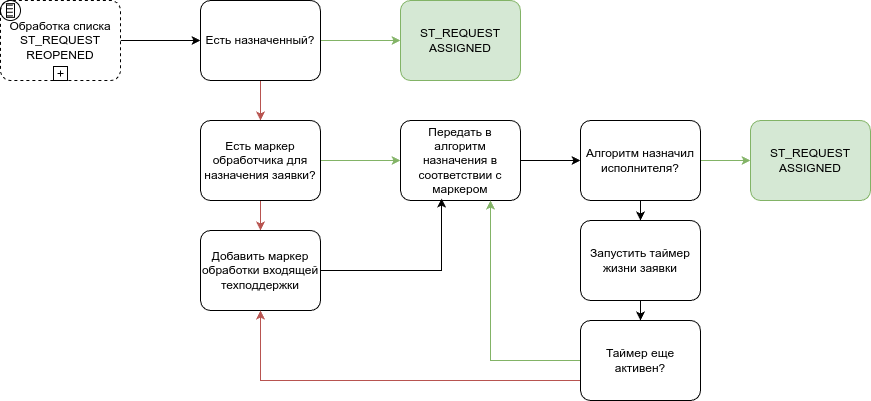 Обработка списка
ST_REQUEST
REOPENED
+
Есть назначенный?
ST_REQUEST
ASSIGNED
Есть маркер
обработчика для
назначения заявки?
Передать в
алгоритм
назначения в
соответствии с
маркером
Алгоритм назначил
исполнителя?
ST_REQUEST
ASSIGNED
Добавить маркер
обработки входящей
техподдержки
Запустить таймер
жизни заявки
Таймер еще
активен?